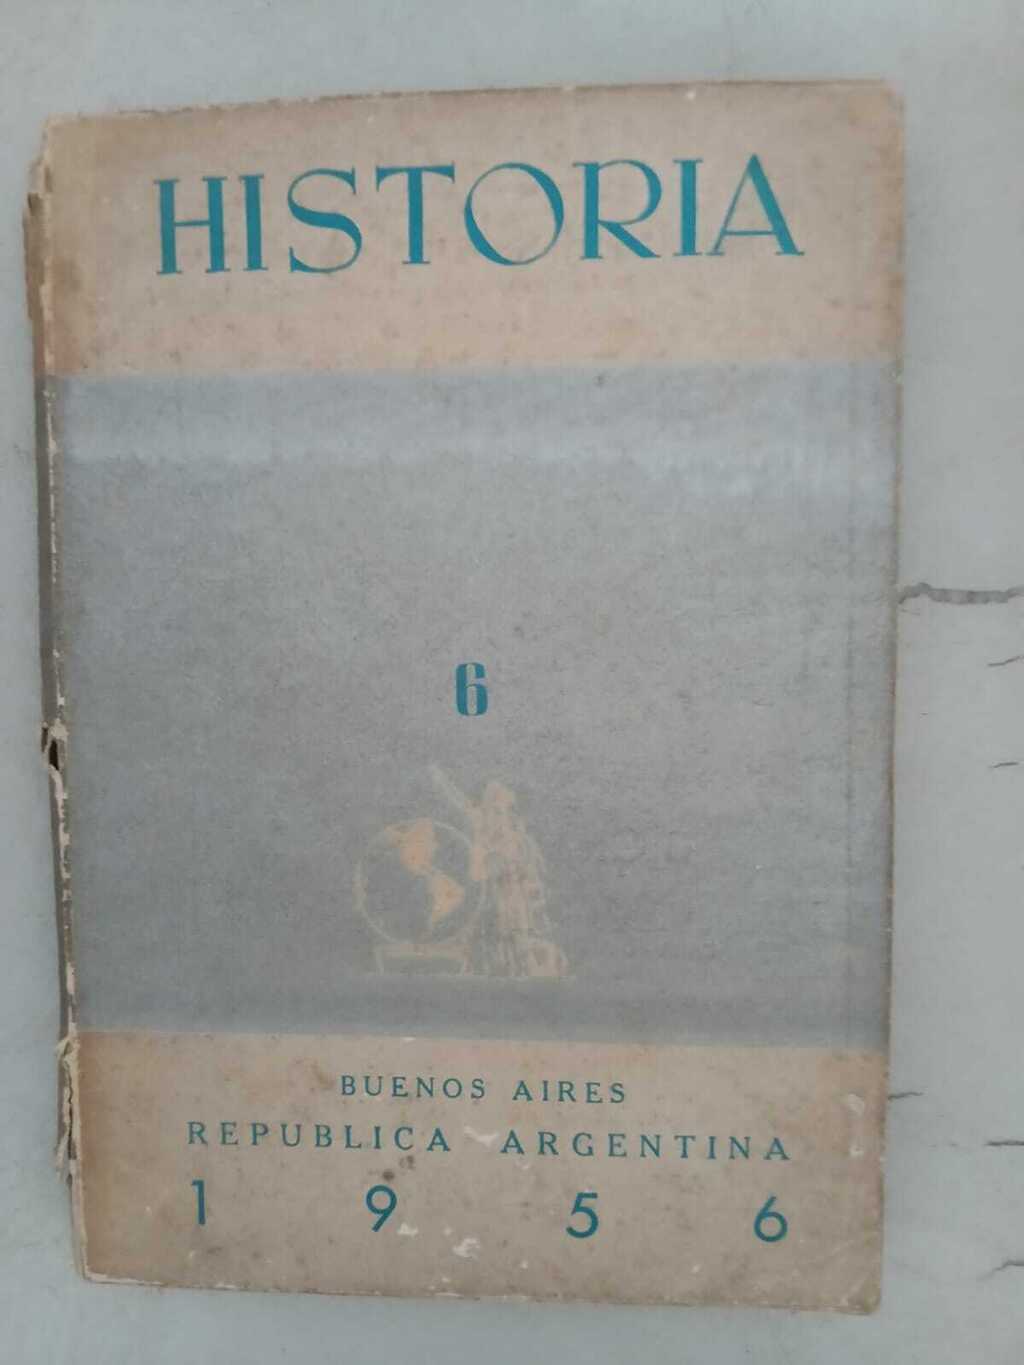 HISTORIA
6
BUENOS AIRES
REPUBLICA ARGENTINA
1 9 5 6